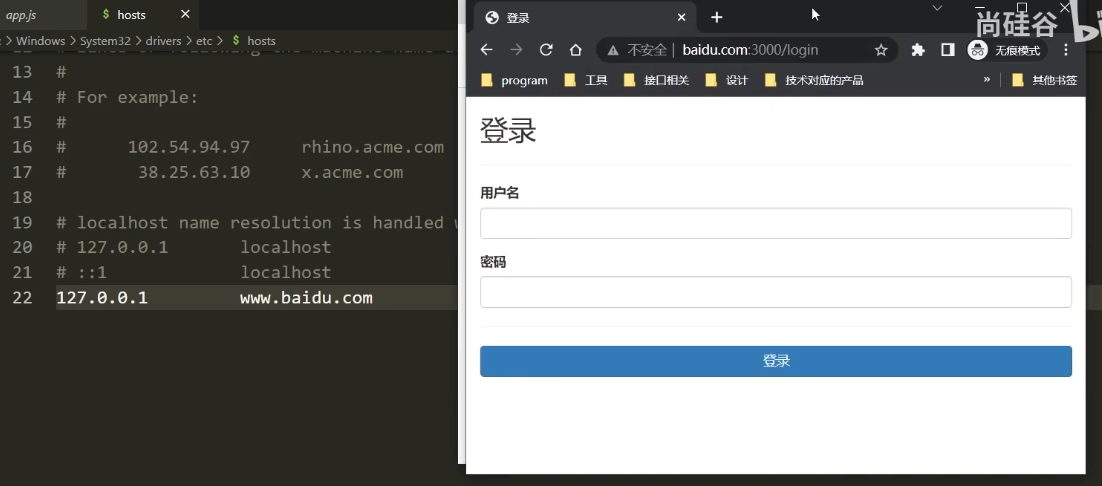 app.js
hosts
Windows > System32 > drivers > etc > $ hosts
13 #
14 # For example:
15 #
16 # 102.54.94.97 rhino.acme.com
17 # 38.25.63.10 x.acme.com
18
19 # localhost name resolution is handled
20 # 127.0.0.1 localhost
21 # ::1 localhost
22 127.0.0.1 www.baidu.com
登录
尚硅谷
不安全 | baidu.com:3000/login
无痕模式
program 工具 接口相关 设计 技术对应的产品 » 其他书签
登录
用户名
密码
登录